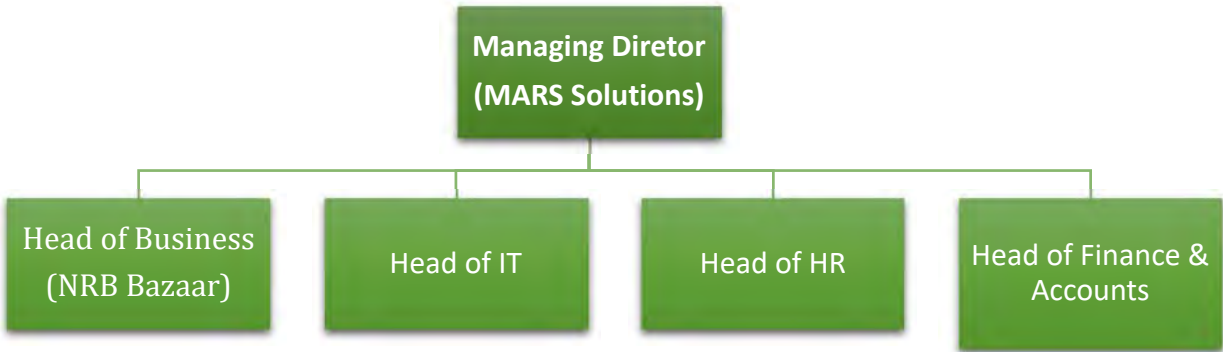 Managing Diretor
(MARS Solutions)
Head of Business
(NRB Bazaar)
Head of IT
Head of HR
Head of Finance &
Accounts